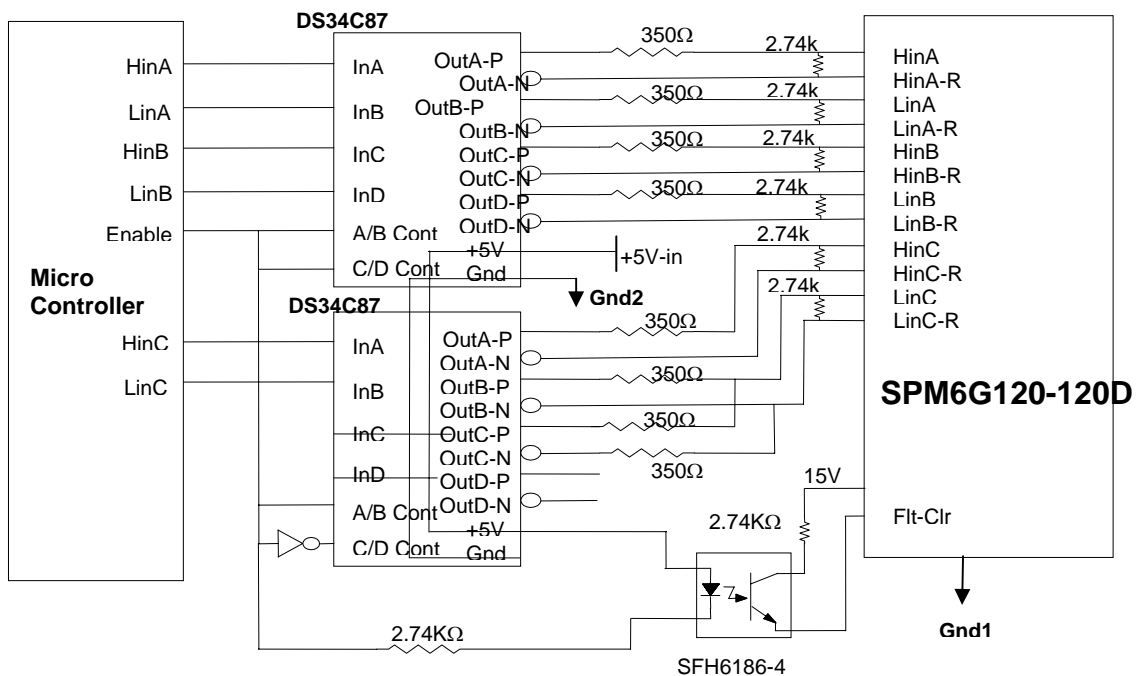 DS34C87
Micro
Controller
HinA
LinA
HinB
LinB
Enable
HinC
LinC
InA
InB
InC
InD
A/B Cont
C/D Cont
OutA-P
OutA-N
OutB-P
OutB-N
OutC-P
OutC-N
OutD-P
OutD-N
+5V
Gnd
350Ω
350Ω
350Ω
350Ω
2.74k
2.74k
2.74k
2.74k
2.74k
2.74k
+5V-in
Gnd2
DS34C87
InA
InB
InC
InD
A/B Cont
C/D Cont
OutA-P
OutA-N
OutB-P
OutB-N
OutC-P
OutC-N
OutD-P
OutD-N
+5V
Gnd
350Ω
350Ω
350Ω
350Ω
HinA
HinA-R
LinA
LinA-R
HinB
HinB-R
LinB
LinB-R
HinC
HinC-R
LinC
LinC-R
SPM6G120-120D
Flt-Clr
15V
2.74KΩ
2.74KΩ
SFH6186-4
Gnd1